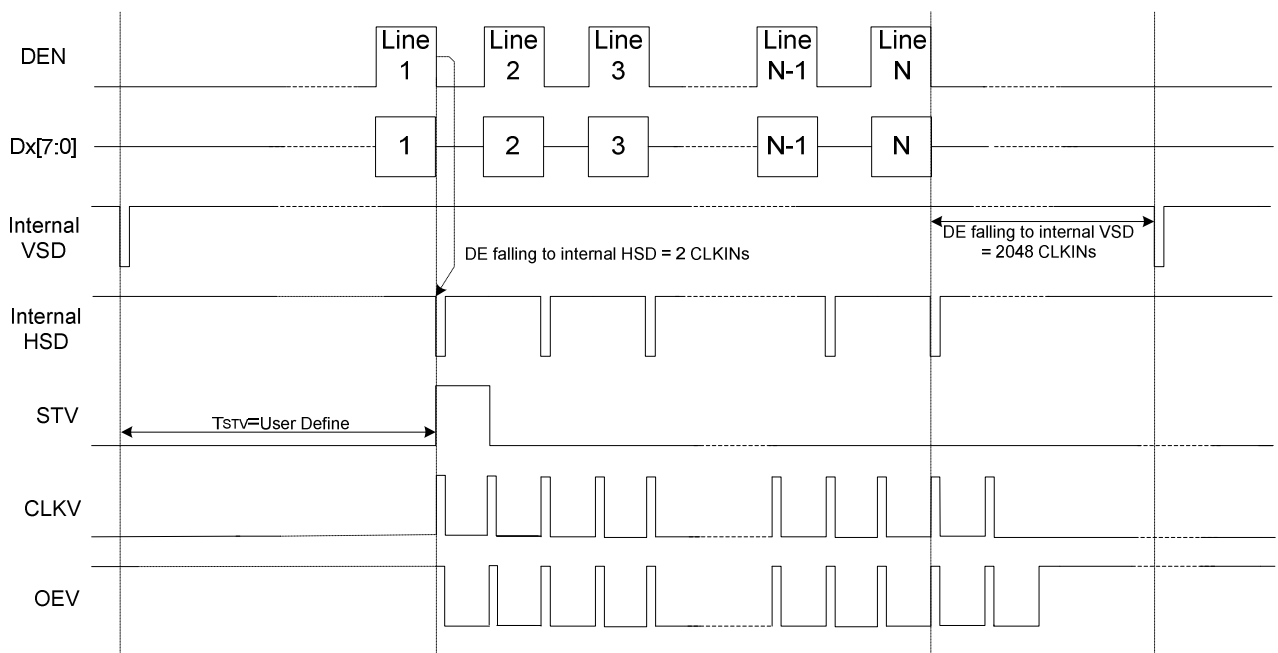 DEN
Line
1
Line
2
Line
3
Line
N-1
Line
N
Dx[7:0]
1
2
3
N-1
N
Internal
VSD
DE falling to internal HSD = 2 CLKINs
DE falling to internal VSD
= 2048 CLKINs
Internal
HSD
STV
TSTV=User Define
CLKV
OEV